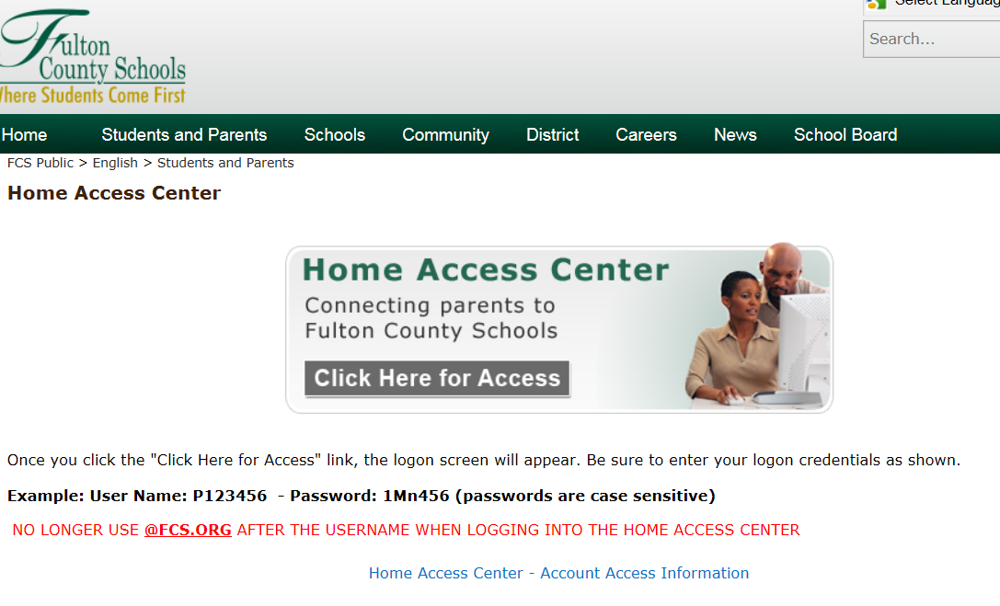 Select Languag
Fulton
County Schools
Where Students Come First
Search...
Home Students and Parents Schools Community District Careers News School Board
FCS Public > English > Students and Parents
Home Access Center
Home Access Center
Connecting parents to
Fulton County Schools
Click Here for Access
Once you click the "Click Here for Access" link, the logon screen will appear. Be sure to enter your logon credentials as shown.
Example: User Name: P123456 - Password: 1Mn456 (passwords are case sensitive)
NO LONGER USE @FCS.ORG AFTER THE USERNAME WHEN LOGGING INTO THE HOME ACCESS CENTER
Home Access Center - Account Access Information